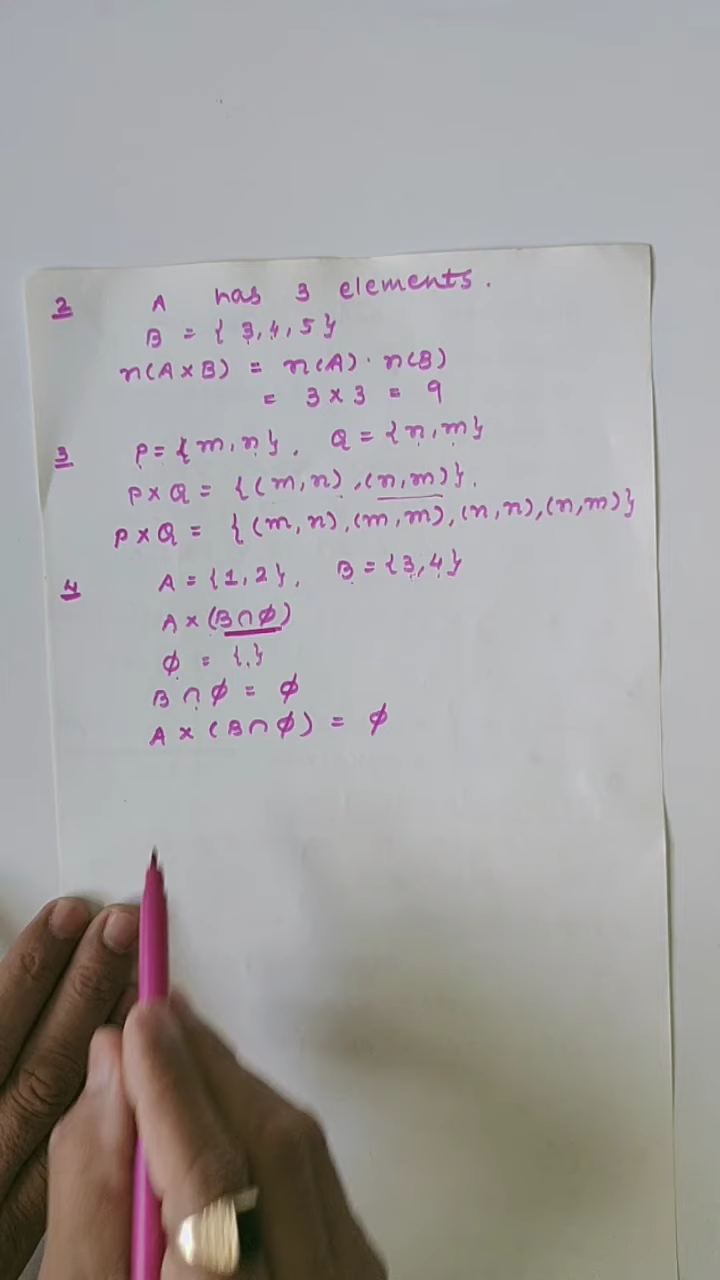 2 A has 3 elements.
B = { 3, 4, 5 }
n(A × B) = n(A) · n(B)
= 3 × 3 = 9
3 P = { m, n }, Q = { n, m }
P × Q = { (m, n), (n, m) }.
P × Q = { (m, n), (m, m), (n, n), (n, m) }
4 A = { 1, 2 }, B = { 3, 4 }
A × (B ∩ ϕ)
ϕ = { . }
B ∩ ϕ = ϕ
A × (B ∩ ϕ) = ϕ